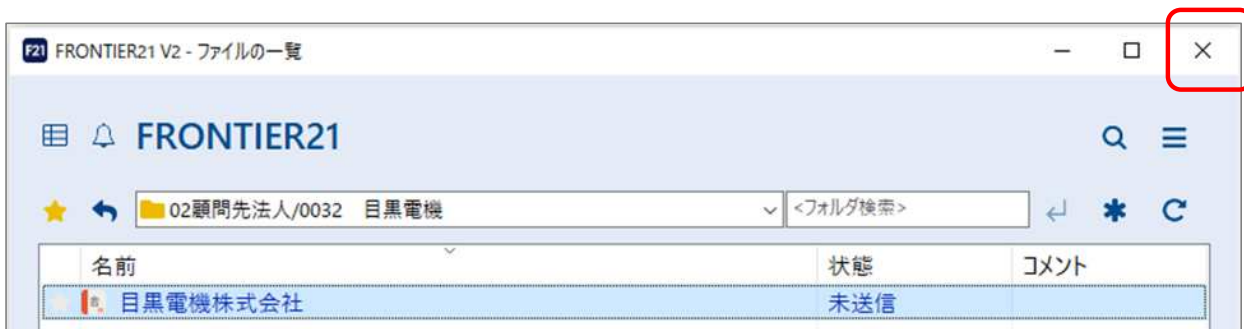 F21 FRONTIER21 V2 - ファイルの一覧
FRONTIER21
02顧問先法人/0032　目黒電機 <フォルダ検索>
名前 状態 コメント
目黒電機株式会社 未送信